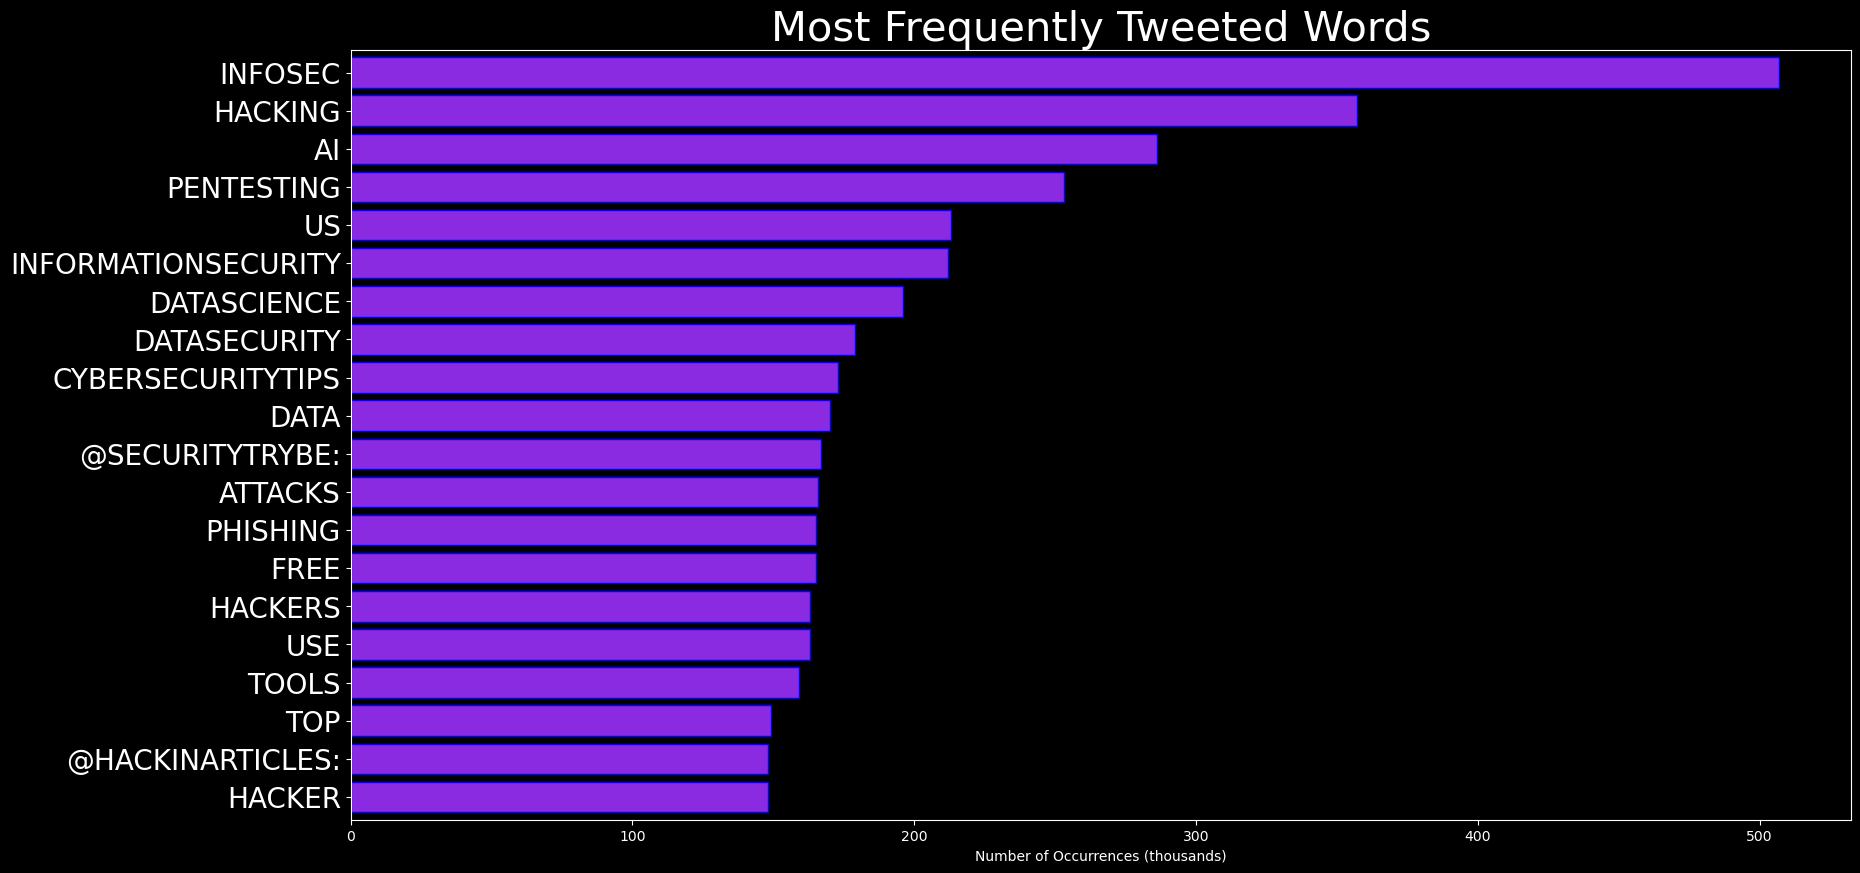 Most Frequently Tweeted Words
INFOSEC
HACKING
AI
PENTESTING
US
INFORMATIONSECURITY
DATASCIENCE
DATASECURITY
CYBERSECURITYTIPS
DATA
@SECURITYTRYBE:
ATTACKS
PHISHING
FREE
HACKERS
USE
TOOLS
TOP
@HACKINARTICLES:
HACKER
0 100 200 300 400 500
Number of Occurrences (thousands)